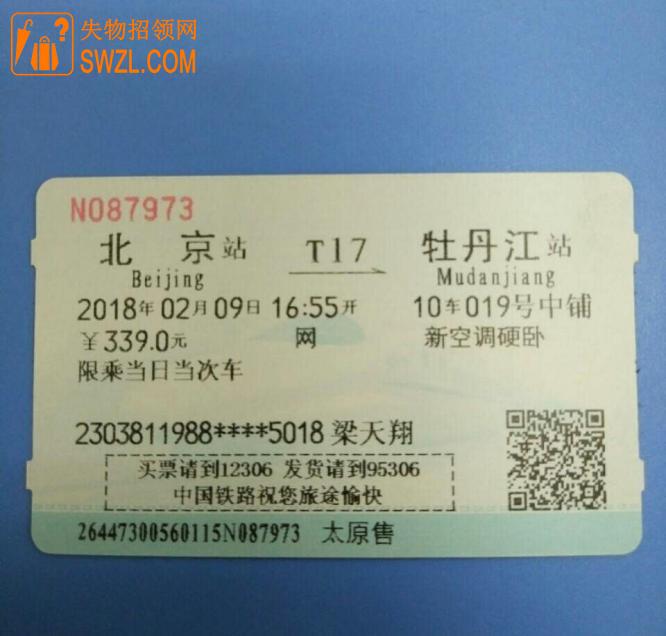 失物招领网
SWZL.COM
N087973
北京站 T17 牡丹江站
Beijing Mudanjiang
2018年02月09日 16:55开 10车019号中铺
￥339.0元 网 新空调硬卧
限乘当日当次车
2303811988****5018 梁天翔
买票请到12306 发货请到95306
中国铁路祝您旅途愉快
26447300560115N087973 太原售